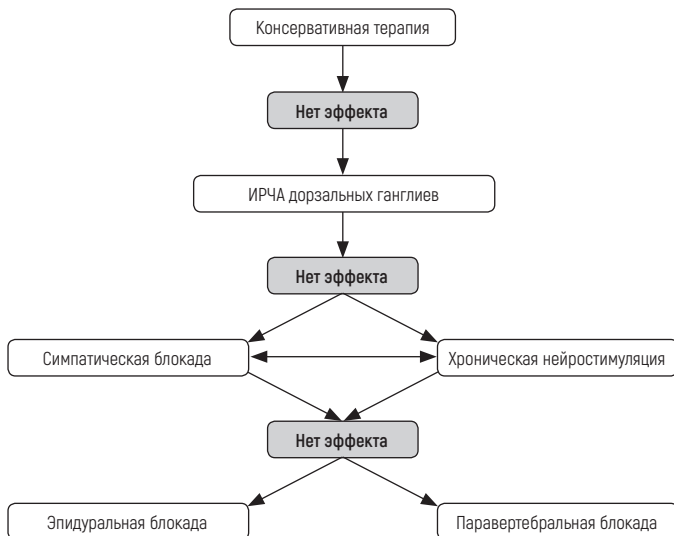 Консервативная терапия
Нет эффекта
ИРЧА дорзальных ганглиев
Нет эффекта
Симпатическая блокада
Хроническая нейростимуляция
Нет эффекта
Эпидуральная блокада
Паравертебральная блокада